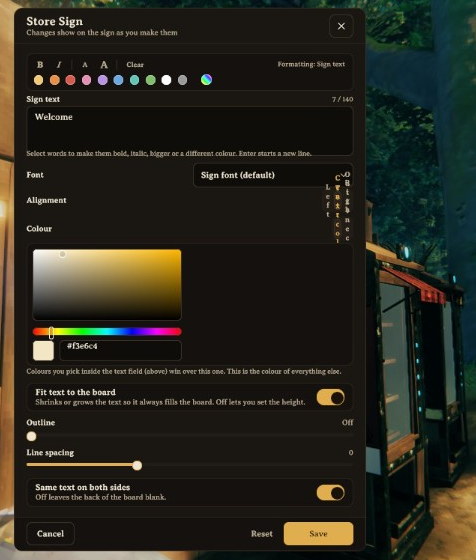 Store Sign
Changes show on the sign as you make them
B I A A Clear Formatting: Sign text
Sign text 7 / 140
Welcome
Select words to make them bold, italic, bigger or a different colour. Enter starts a new line.
Font Sign font (default)
Alignment
Left
Colour
#f3e6c4
Colours you pick inside the text field (above) win over this one. This is the colour of everything else.
Fit text to the board
Shrinks or grows the text so it always fills the board. Off lets you set the height.
Outline Off
Line spacing 0
Same text on both sides
Off leaves the back of the board blank.
Cancel Reset Save